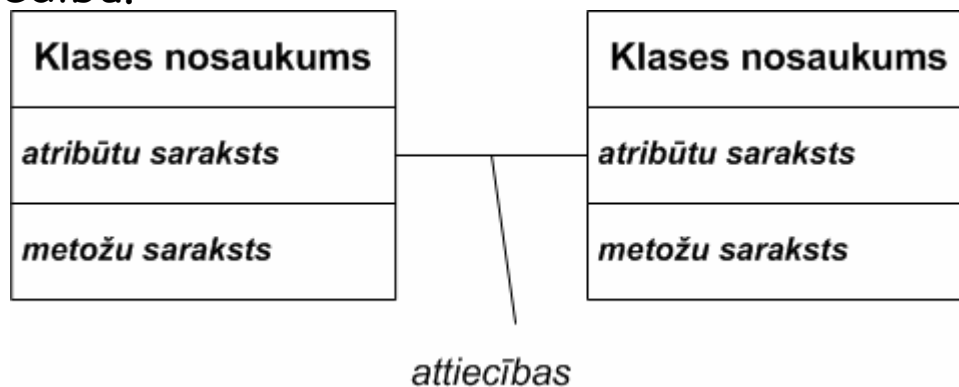 Klases nosaukums
atribūtu saraksts
metožu saraksts
Klases nosaukums
atribūtu saraksts
metožu saraksts
attiecības